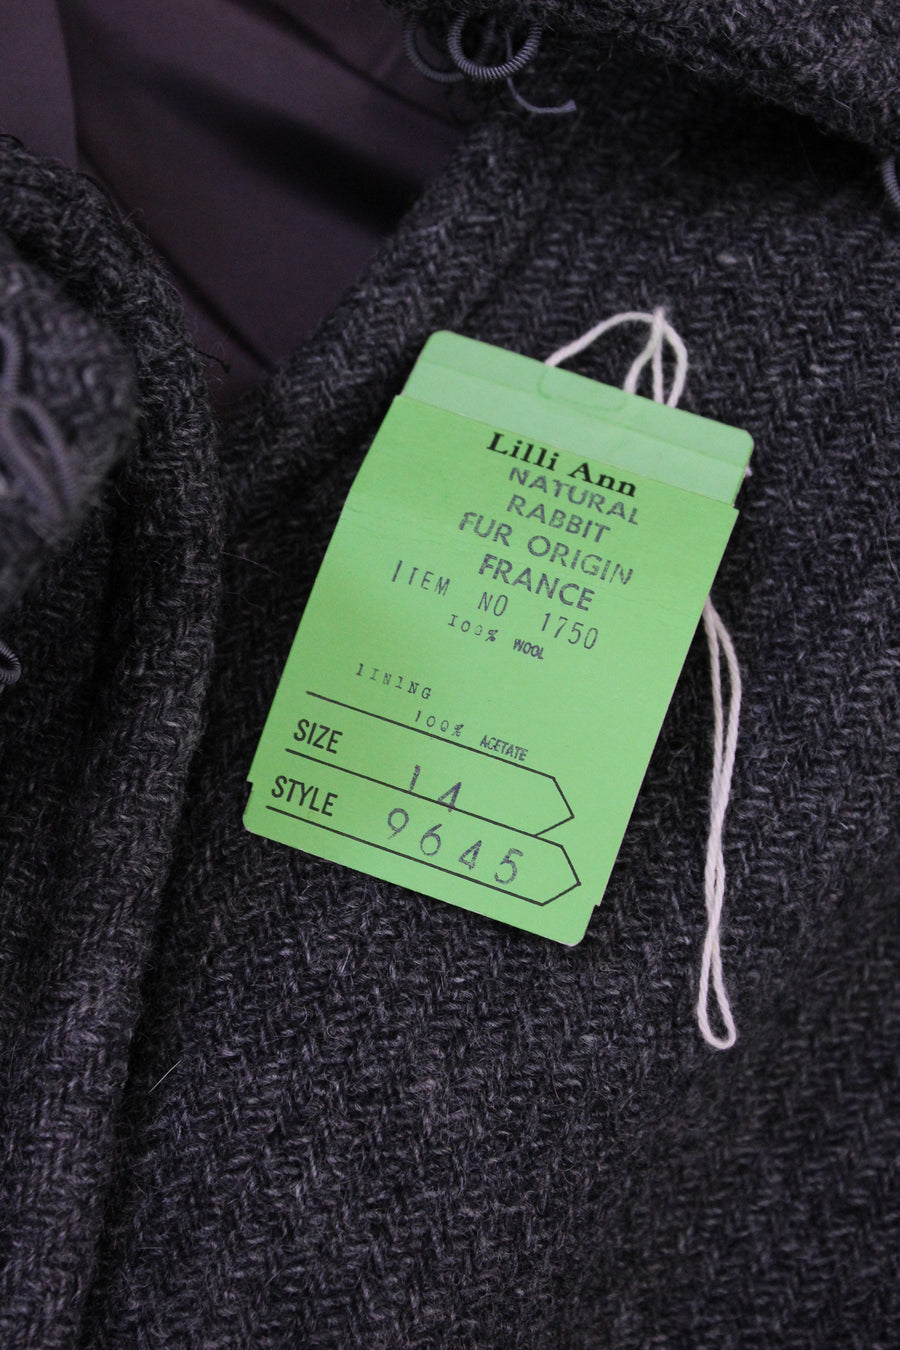 Lilli Ann
NATURAL
RABBIT
FUR ORIGIN
FRANCE
ITEM NO 1750
100% WOOL
lINING
100% ACETATE
SIZE 14
STYLE 9645